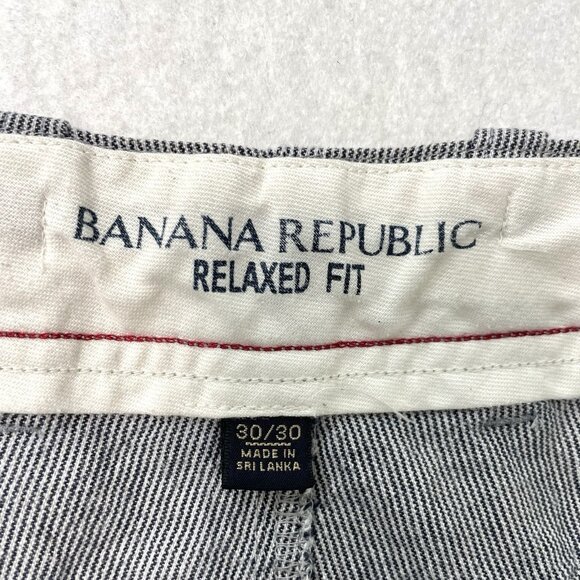 BANANA REPUBLIC
RELAXED FIT
30/30
MADE IN
SRI LANKA